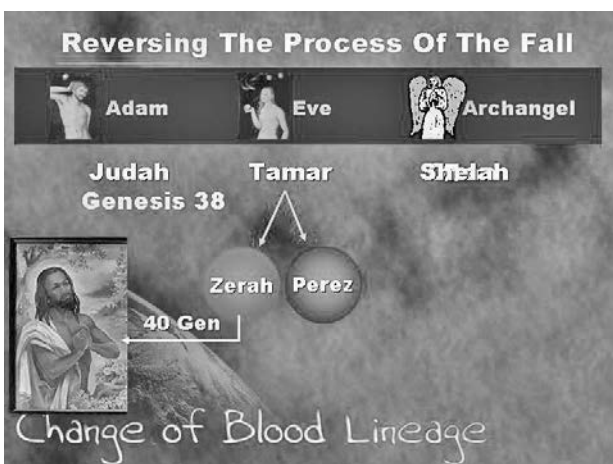 Reversing The Process Of The Fall
Adam Eve Archangel
Judah Tamar Shelah
Genesis 38
Zerah Perez
40 Gen
Change of Blood Lineage